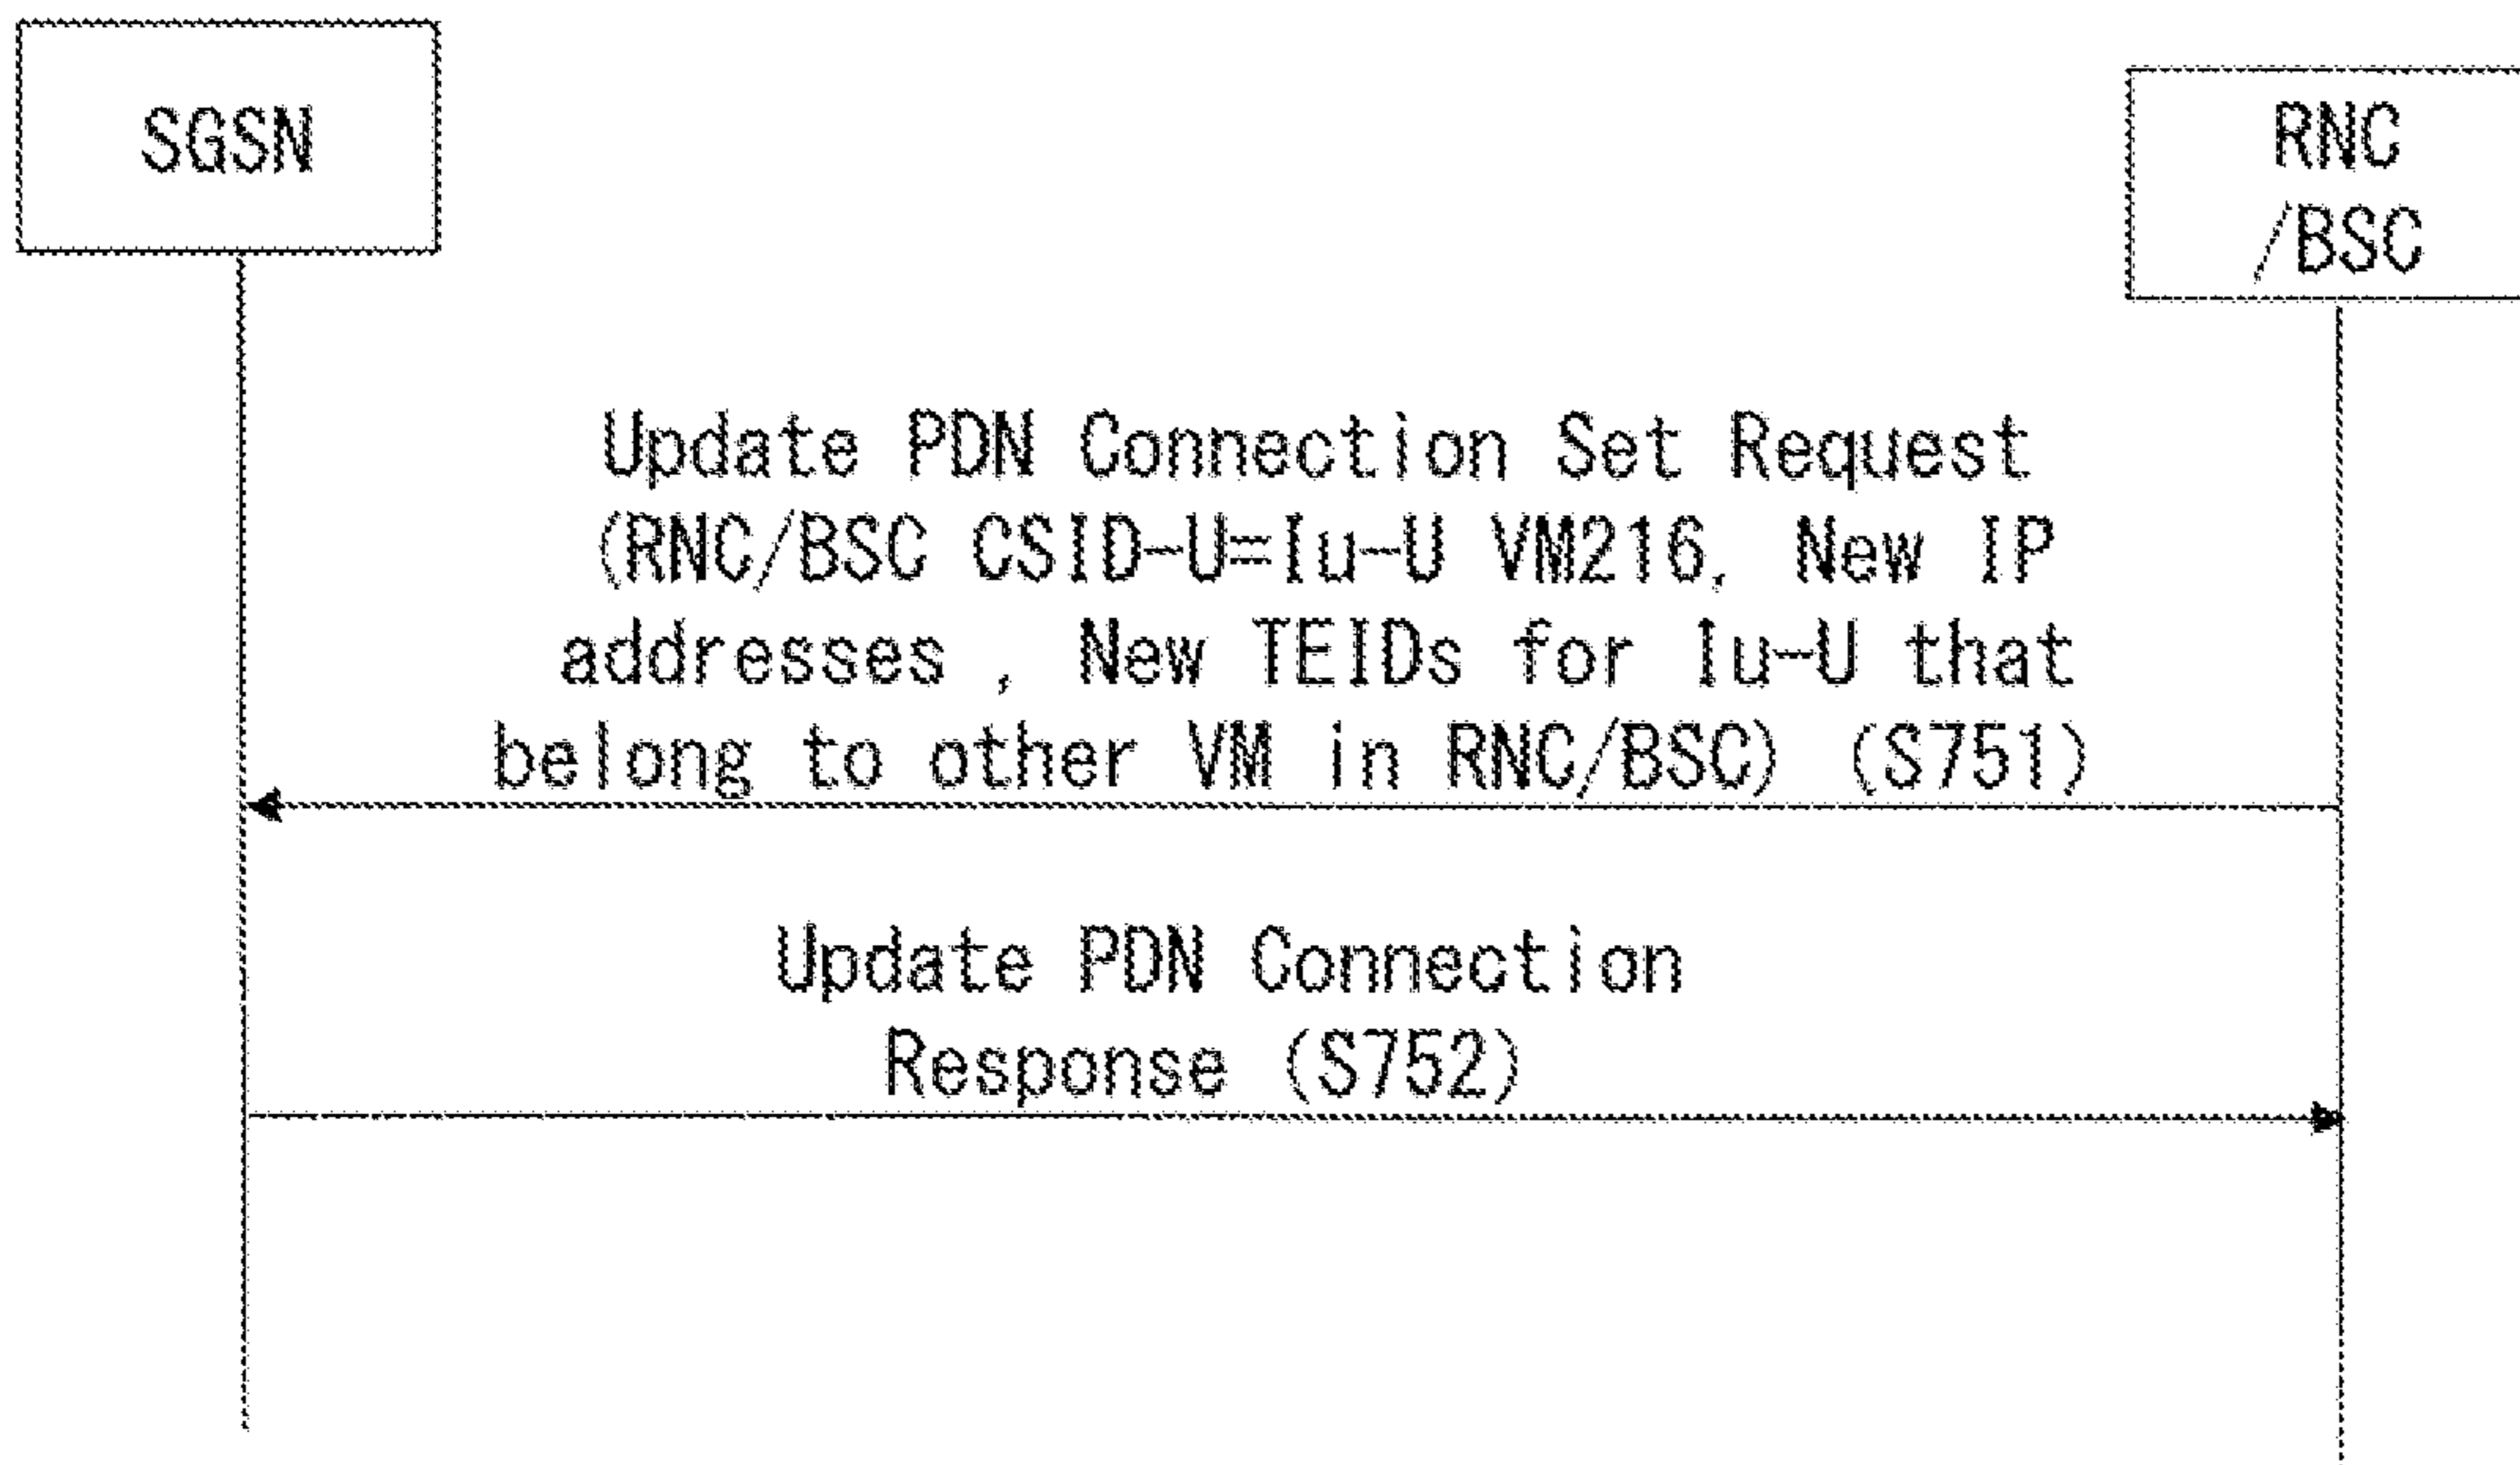 SGSN
RNC
/BSC
Update PDN Connection Set Request
(RNC/BSC CSID-U=Iu-U VM216, New IP
addresses , New TEIDs for Iu-U that
belong to other VM in RNC/BSC) (S751)
Update PDN Connection
Response (S752)